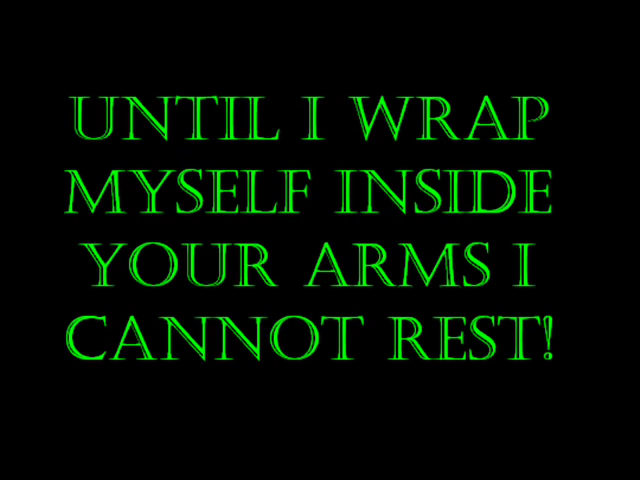 UNTIL I WRAP
MYSELF INSIDE
YOUR ARMS I
CANNOT REST!